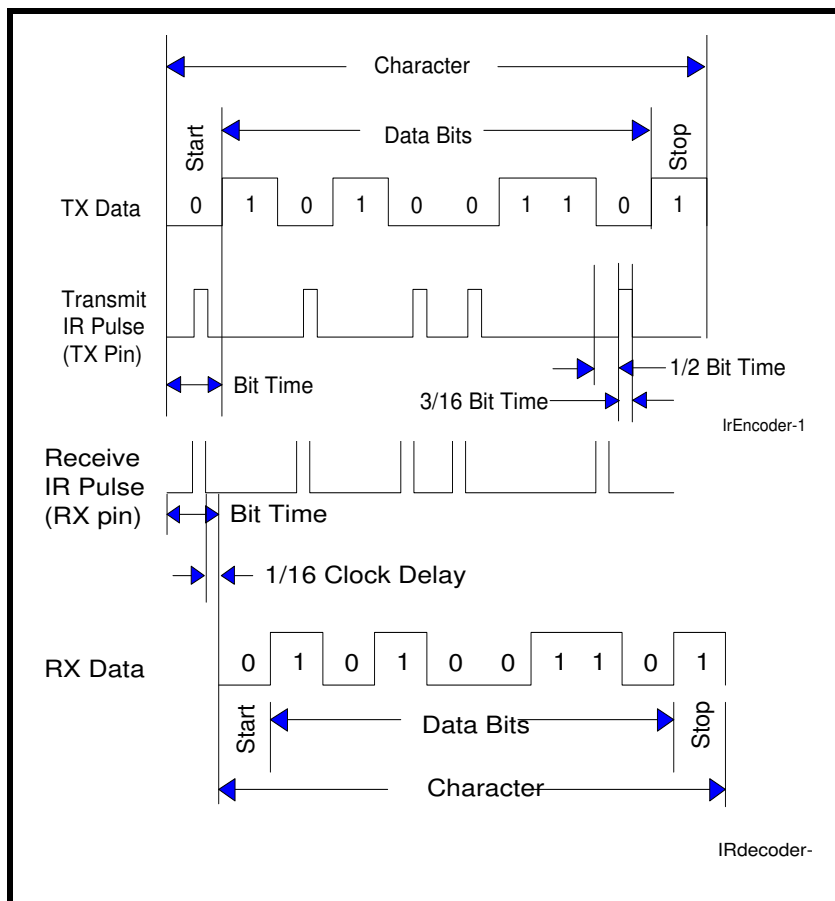 Character
Start
Data Bits
Stop
TX Data
0 1 0 1 0 0 1 1 0 1
Transmit
IR Pulse
(TX Pin)
Bit Time
1/2 Bit Time
3/16 Bit Time
IrEncoder-1
Receive
IR Pulse
(RX pin)
Bit Time
1/16 Clock Delay
RX Data
0 1 0 1 0 0 1 1 0 1
Start
Data Bits
Stop
Character
IRdecoder-